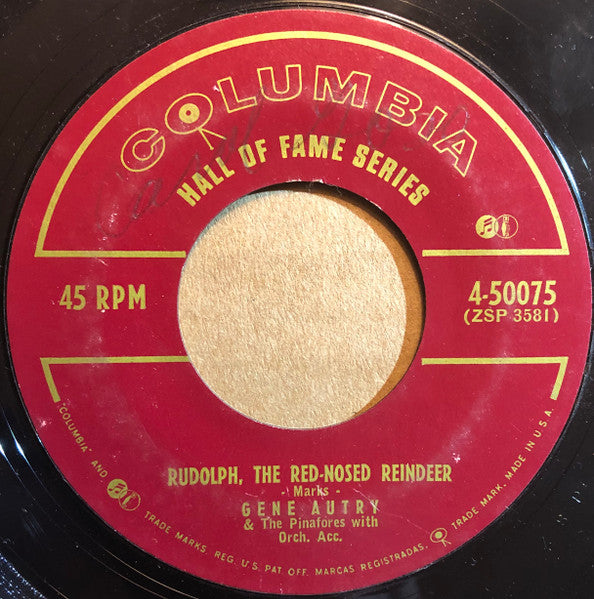 COLUMBIA
HALL OF FAME SERIES
45 RPM
4-50075
(ZSP 3581)
RUDOLPH, THE RED-NOSED REINDEER
- Marks -
GENE AUTRY
& The Pinafores with
Orch. Acc.
"COLUMBIA" AND TRADE MARKS, REG. U.S. PAT. OFF. MARCAS REGISTRADAS, TRADE MARK. MADE IN U.S.A.